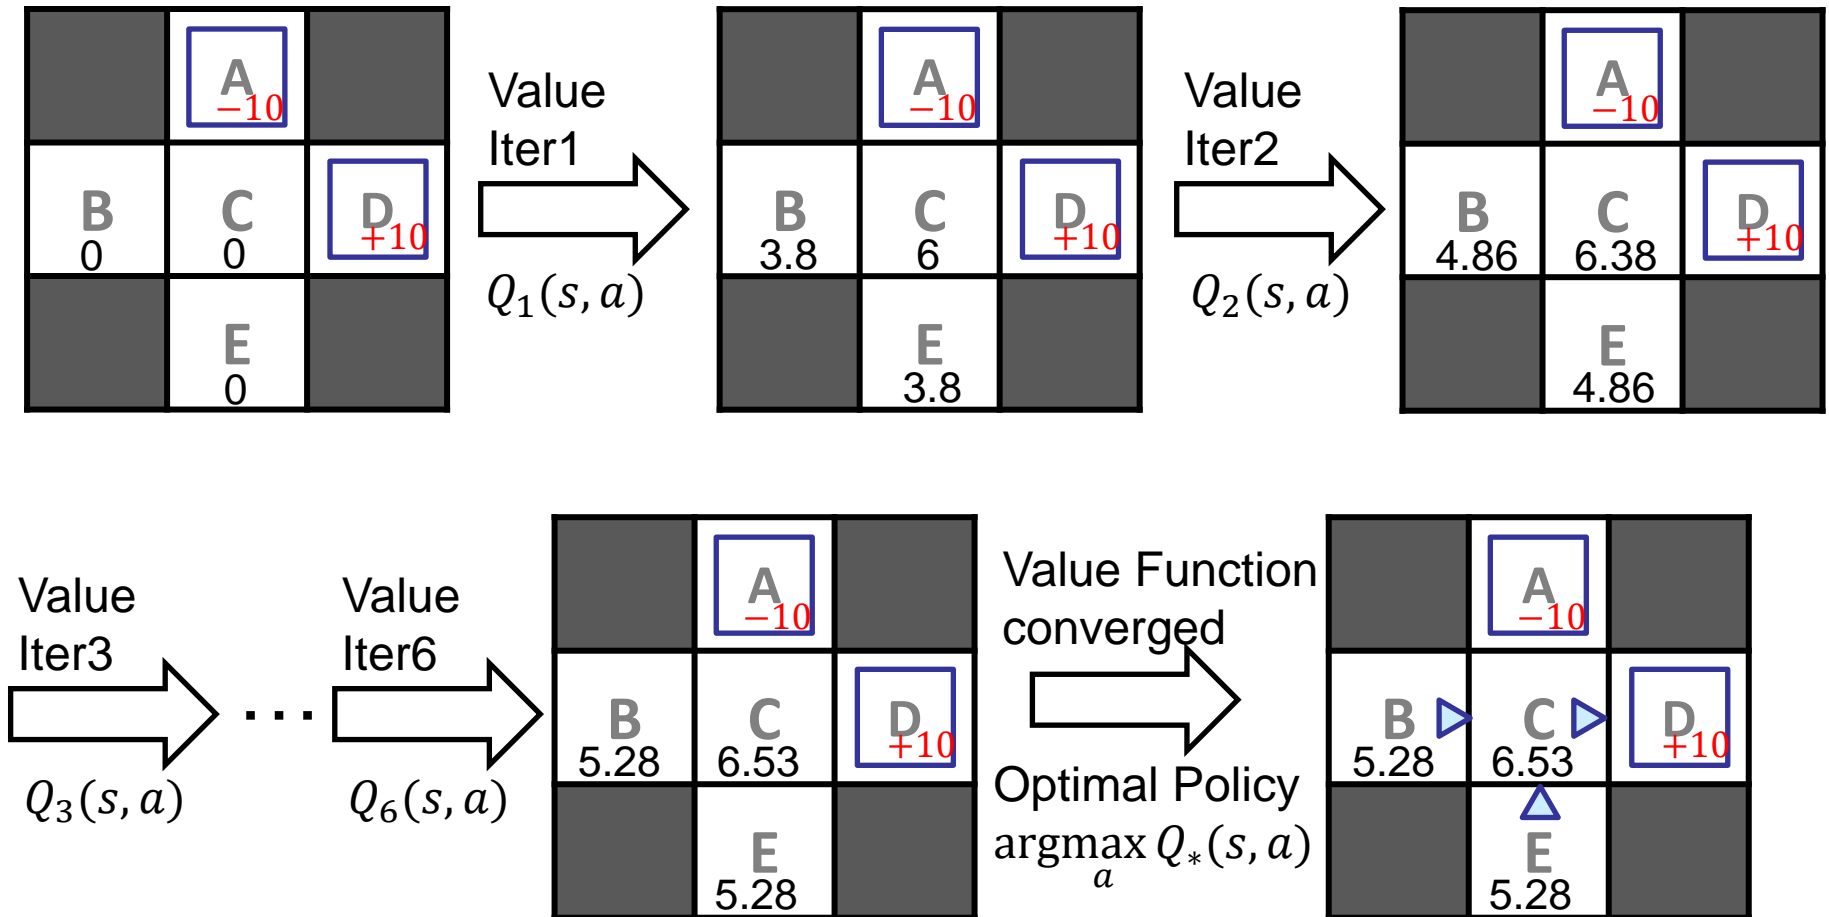 A
−10
B
0
C
0
D
+10
E
0
Value
Iter1
Q₁(s, a)
A
−10
B
3.8
C
6
D
+10
E
3.8
Value
Iter2
Q₂(s, a)
A
−10
B
4.86
C
6.38
D
+10
E
4.86
Value
Iter3
Q₃(s, a)
...
Value
Iter6
Q₆(s, a)
A
−10
B
5.28
C
6.53
D
+10
E
5.28
Value Function
converged
Optimal Policy
argmax Q∗(s, a)
a
A
−10
B
5.28
C
6.53
D
+10
E
5.28